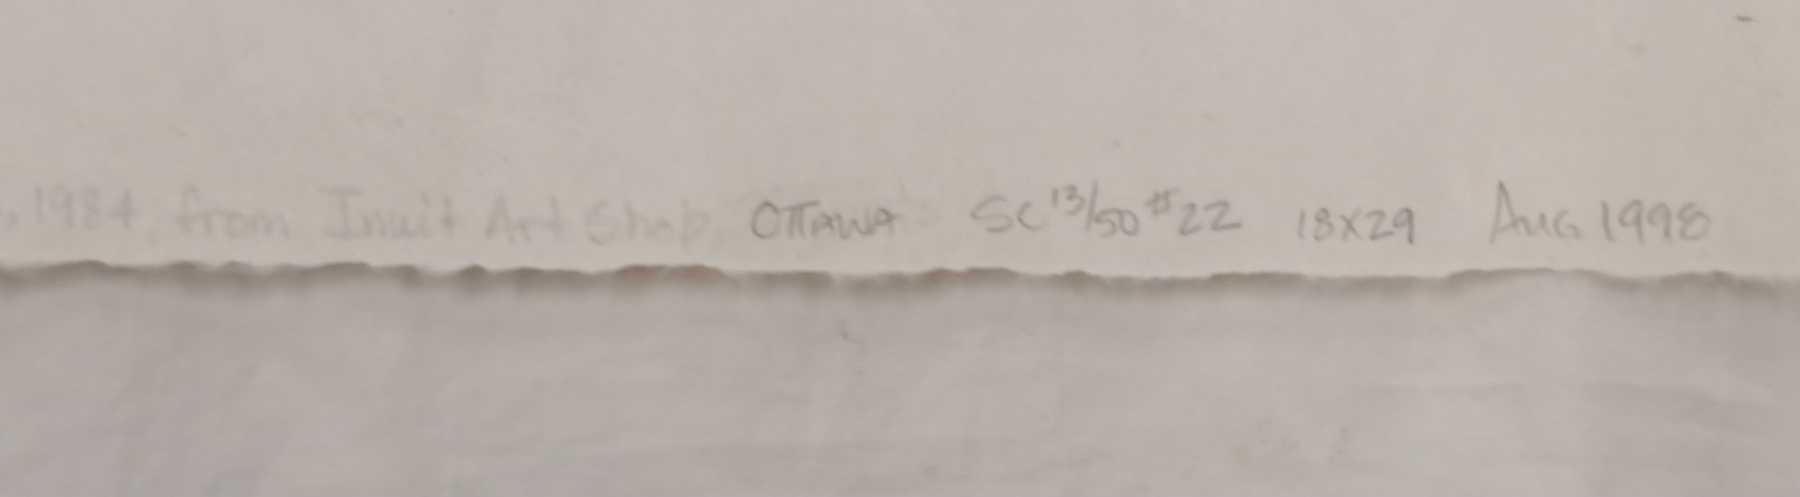 , 1984, from Inuit Art Shop, OTTAWA SC 13/50 #22 18X29 Aug 1998